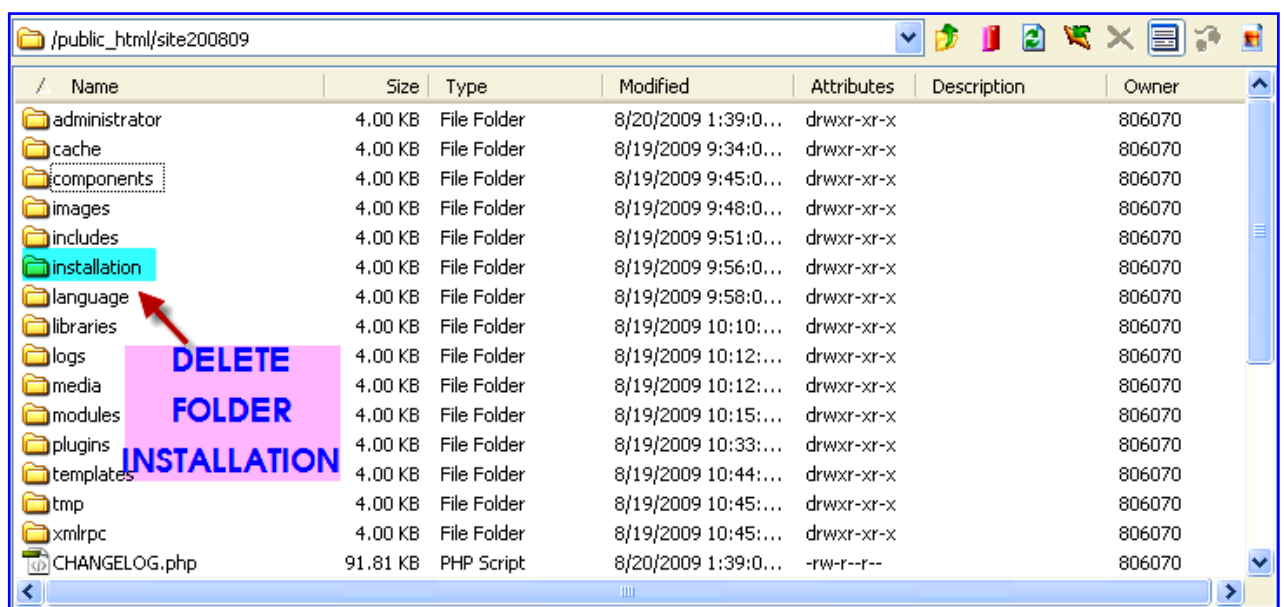 /public_html/site200809
Name Size Type Modified Attributes Description Owner
administrator 4.00 KB File Folder 8/20/2009 1:39:0... drwxr-xr-x 806070
cache 4.00 KB File Folder 8/19/2009 9:34:0... drwxr-xr-x 806070
components 4.00 KB File Folder 8/19/2009 9:45:0... drwxr-xr-x 806070
images 4.00 KB File Folder 8/19/2009 9:48:0... drwxr-xr-x 806070
includes 4.00 KB File Folder 8/19/2009 9:51:0... drwxr-xr-x 806070
installation 4.00 KB File Folder 8/19/2009 9:56:0... drwxr-xr-x 806070
language 4.00 KB File Folder 8/19/2009 9:58:0... drwxr-xr-x 806070
libraries 4.00 KB File Folder 8/19/2009 10:10:... drwxr-xr-x 806070
logs 4.00 KB File Folder 8/19/2009 10:12:... drwxr-xr-x 806070
media 4.00 KB File Folder 8/19/2009 10:12:... drwxr-xr-x 806070
modules 4.00 KB File Folder 8/19/2009 10:15:... drwxr-xr-x 806070
plugins 4.00 KB File Folder 8/19/2009 10:33:... drwxr-xr-x 806070
templates 4.00 KB File Folder 8/19/2009 10:44:... drwxr-xr-x 806070
tmp 4.00 KB File Folder 8/19/2009 10:45:... drwxr-xr-x 806070
xmlrpc 4.00 KB File Folder 8/19/2009 10:45:... drwxr-xr-x 806070
CHANGELOG.php 91.81 KB PHP Script 8/20/2009 1:39:0... -rw-r--r-- 806070
DELETE
FOLDER
INSTALLATION